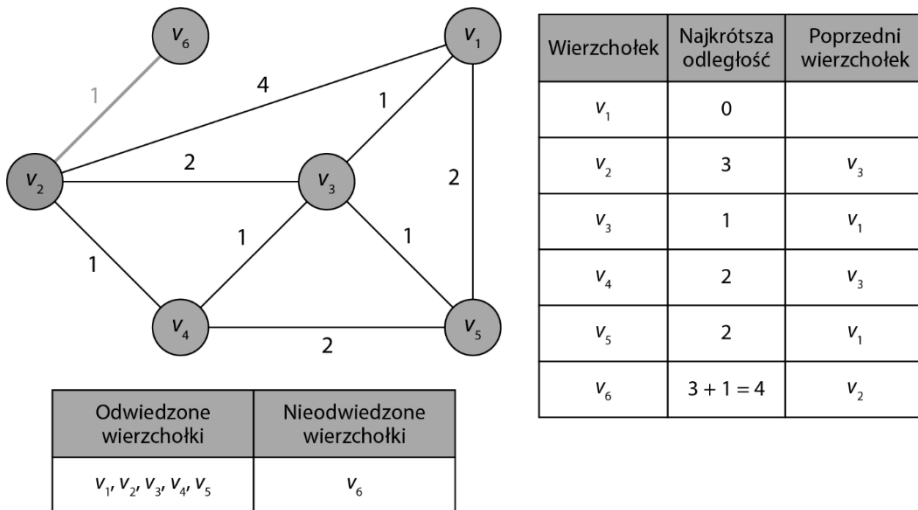 v₆
v₁
1
4
1
2
v₂
v₃
2
1
1
1
v₄
2
v₅
Wierzchołek | Najkrótsza odległość | Poprzedni wierzchołek
v₁ | 0 |
v₂ | 3 | v₃
v₃ | 1 | v₁
v₄ | 2 | v₃
v₅ | 2 | v₁
v₆ | 3 + 1 = 4 | v₂
Odwiedzone wierzchołki | Nieodwiedzone wierzchołki
v₁, v₂, v₃, v₄, v₅ | v₆